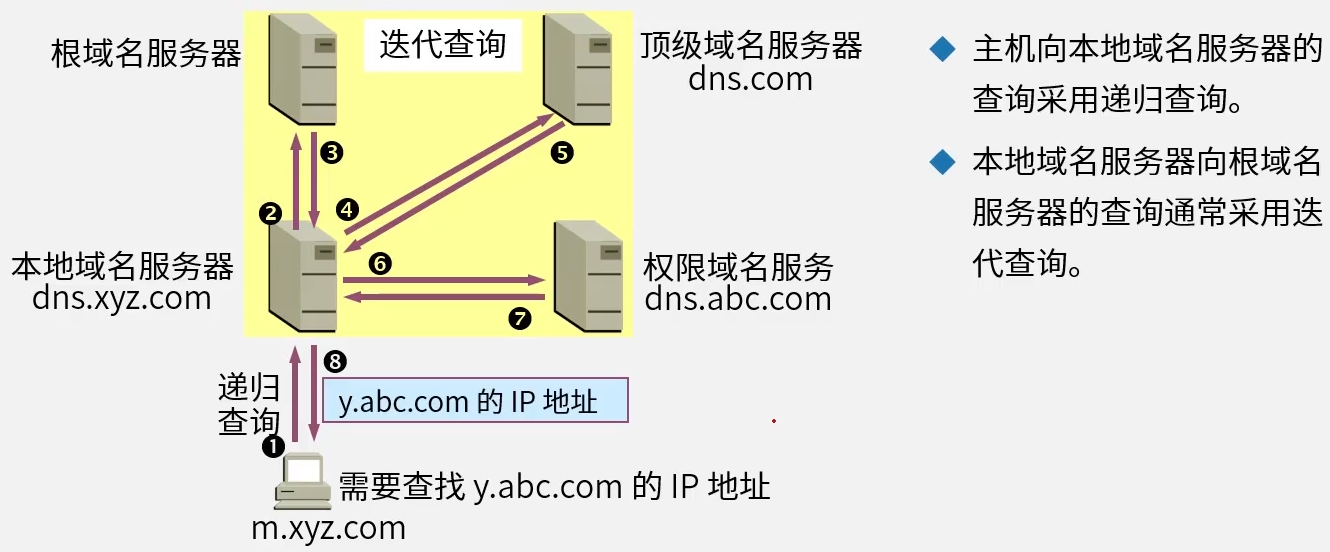 根域名服务器
迭代查询
顶级域名服务器
dns.com
❸
❺
❷
❹
本地域名服务器
dns.xyz.com
❻
❼
权限域名服务
dns.abc.com
递归
查询
❽
y.abc.com 的 IP 地址
❶
需要查找 y.abc.com 的 IP 地址
m.xyz.com
主机向本地域名服务器的
查询采用递归查询。
本地域名服务器向根域名
服务器的查询通常采用迭
代查询。